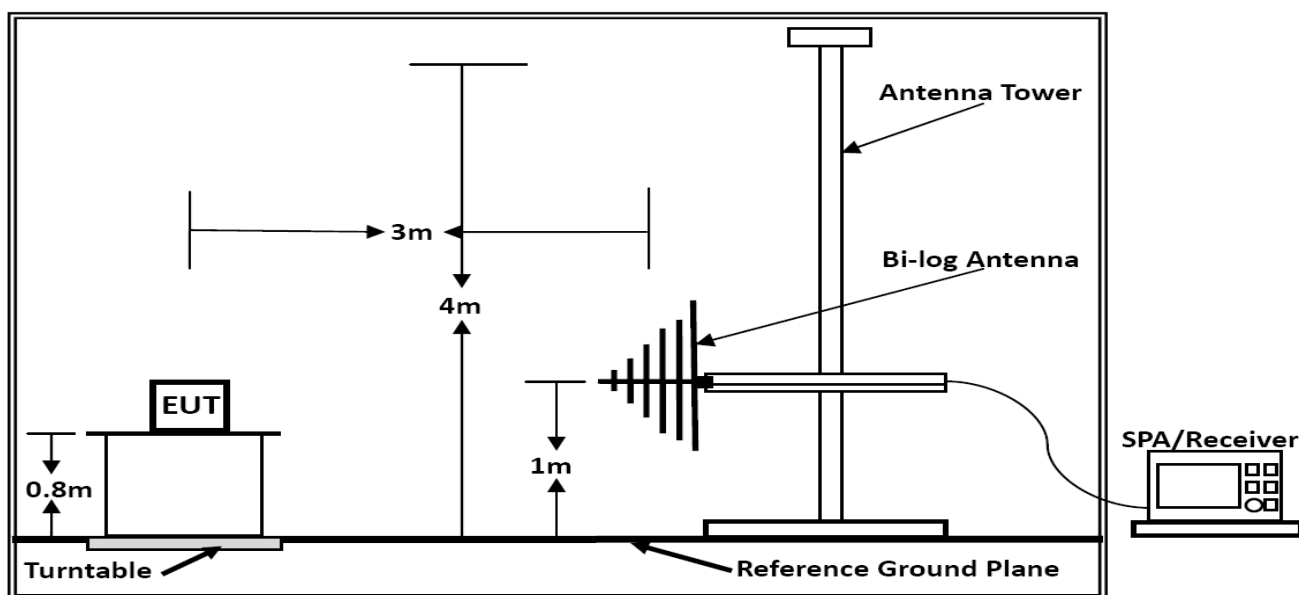 Antenna Tower
3m
Bi-log Antenna
4m
EUT
SPA/Receiver
1m
0.8m
Turntable
Reference Ground Plane